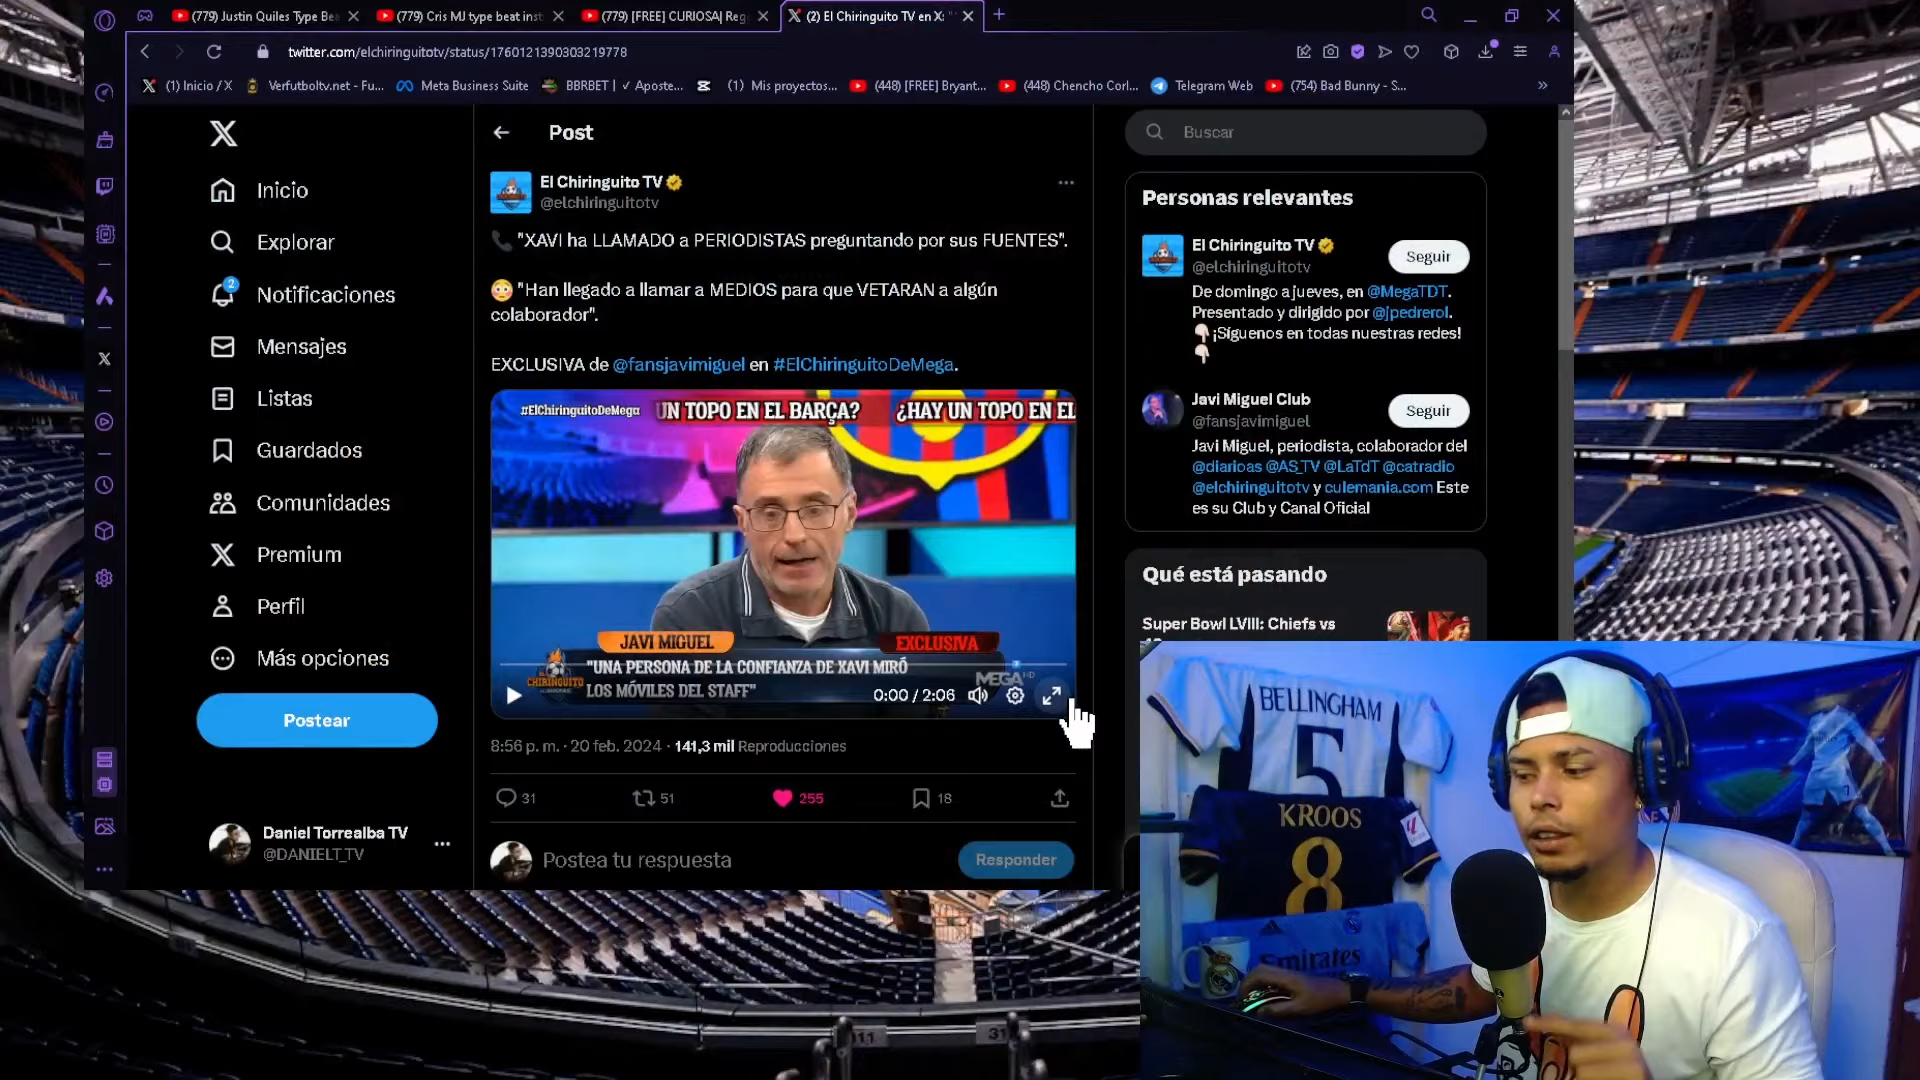 (779) Justin Quiles Type Be
(779) Cris MJ type beat inst
(779) [FREE] CURIOSA| Reg
(2) El Chiringuito TV en X: "
twitter.com/elchiringuitotv/status/1760121390303219778
(1) Inicio / X
Verfutboltv.net - Fu...
Meta Business Suite
BBRBET | ✓ Aposte...
(1) Mis proyectos...
(448) [FREE] Bryant...
(448) Chencho Corl...
Telegram Web
(754) Bad Bunny - S...
Inicio
Explorar
2
Notificaciones
Mensajes
Listas
Guardados
Comunidades
Premium
Perfil
Más opciones
Postear
Daniel Torrealba TV
@DANIELT_TV
Post
El Chiringuito TV
@elchiringuitotv
📞 "XAVI ha LLAMADO a PERIODISTAS preguntando por sus FUENTES".
😳 "Han llegado a llamar a MEDIOS para que VETARAN a algún
colaborador".
EXCLUSIVA de @fansjavimiguel en #ElChiringuitoDeMega.
#ElChiringuitoDeMega
UN TOPO EN EL BARÇA?
¿HAY UN TOPO EN EL
JAVI MIGUEL
EXCLUSIVA
"UNA PERSONA DE LA CONFIANZA DE XAVI MIRÓ
LOS MÓVILES DEL STAFF"
EL CHIRINGUITO
MEGA HD
0:00 / 2:06
8:56 p. m. · 20 feb. 2024 · 141,3 mil Reproducciones
31
51
255
18
Postea tu respuesta
Responder
Buscar
Personas relevantes
El Chiringuito TV
@elchiringuitotv
Seguir
De domingo a jueves, en @MegaTDT.
Presentado y dirigido por @jpedrerol.
👇¡Síguenos en todas nuestras redes!
👇
Javi Miguel Club
@fansjavimiguel
Seguir
Javi Miguel, periodista, colaborador del
@diarioas @AS_TV @LaTdT @catradio
@elchiringuitotv y culemania.com Este
es su Club y Canal Oficial
Qué está pasando
Super Bowl LVIII: Chiefs vs
BELLINGHAM
5
KROOS
8
Emirates
311
31